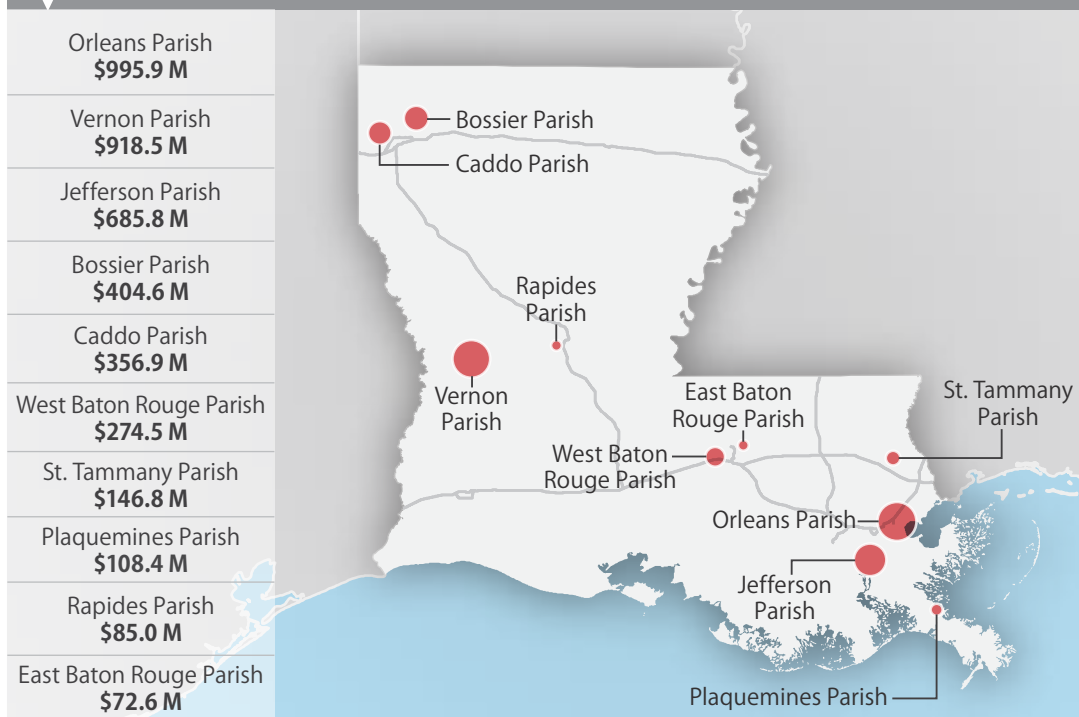 Orleans Parish
$995.9 M
Vernon Parish
$918.5 M
Jefferson Parish
$685.8 M
Bossier Parish
$404.6 M
Caddo Parish
$356.9 M
West Baton Rouge Parish
$274.5 M
St. Tammany Parish
$146.8 M
Plaquemines Parish
$108.4 M
Rapides Parish
$85.0 M
East Baton Rouge Parish
$72.6 M
Bossier Parish
Caddo Parish
Rapides
Parish
Vernon
Parish
East Baton
Rouge Parish
St. Tammany
Parish
West Baton
Rouge Parish
Orleans Parish
Jefferson
Parish
Plaquemines Parish